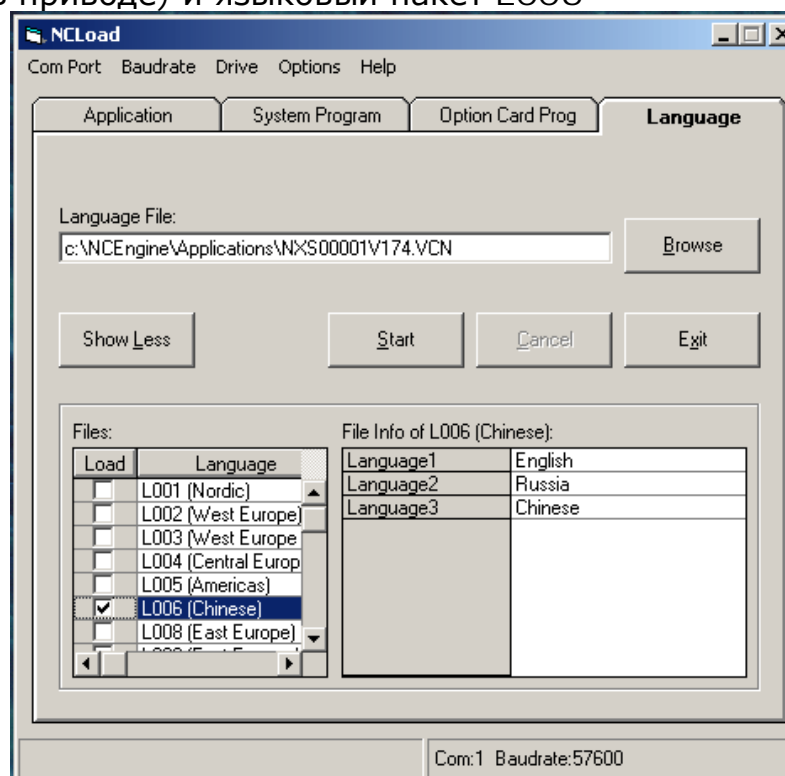 приводе) и языковый пакет
NCLoad
Com Port Baudrate Drive Options Help
Application System Program Option Card Prog Language
Language File:
c:\NCEngine\Applications\NXS00001V174.VCN Browse
Show Less Start Cancel Exit
Files: File Info of L006 (Chinese):
Load Language
L001 (Nordic)
L002 (West Europe)
L003 (West Europe
L004 (Central Europ
L005 (Americas)
L006 (Chinese)
L008 (East Europe)
Language1 English
Language2 Russia
Language3 Chinese
Com:1 Baudrate:57600